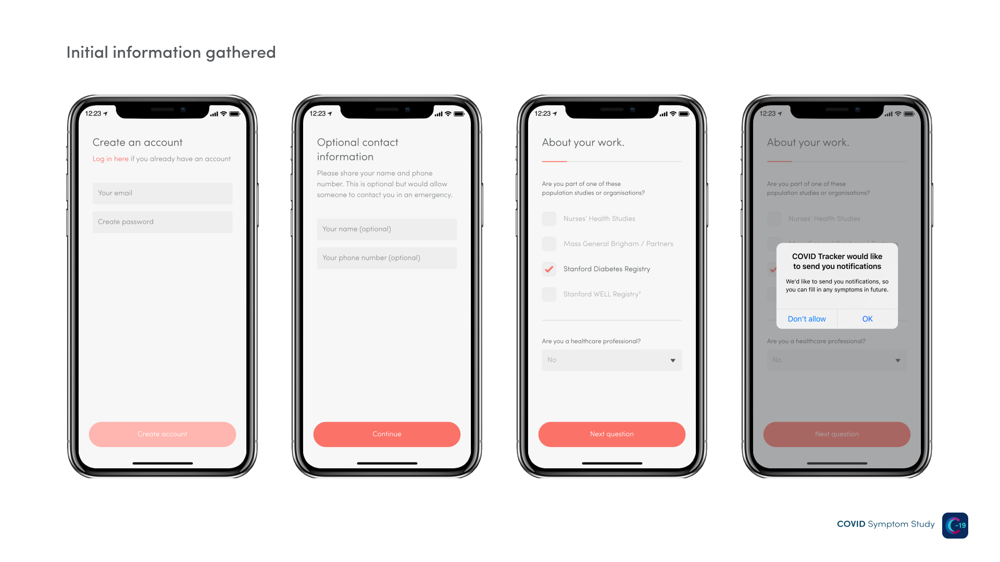 Initial information gathered
12:23
Create an account
Log in here if you already have an account
Your email
Create password
Create account
12:23
Optional contact
information
Please share your name and phone
number. This is optional but would allow
someone to contact you in an emergency.
Your name (optional)
Your phone number (optional)
Continue
12:23
About your work.
Are you part of one of these
population studies or organisations?
Nurses' Health Studies
Mass General Brigham / Partners
Stanford Diabetes Registry
Stanford WELL Registry"
Are you a healthcare professional?
No
Next question
12:23
About your work.
Are you part of one of these
population studies or organisations?
Nurses' Health Studies
COVID Tracker would like
to send you notifications
We'd like to send you notifications, so
you can fill in any symptoms in future.
Don't allow OK
Are you a healthcare professional?
No
Next question
COVID Symptom Study
C-19